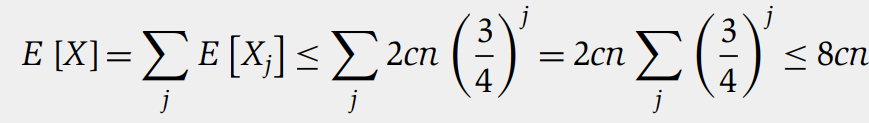 E [X] = ∑_j E [X_j] ≤ ∑_j 2cn (3/4)^j = 2cn ∑_j (3/4)^j ≤ 8cn